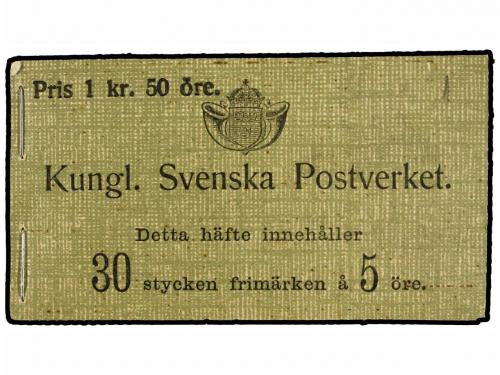 Pris 1 kr. 50 öre.
Kungl. Svenska Postverket.
Detta häfte innehåller
30 stycken frimärken å 5 öre.